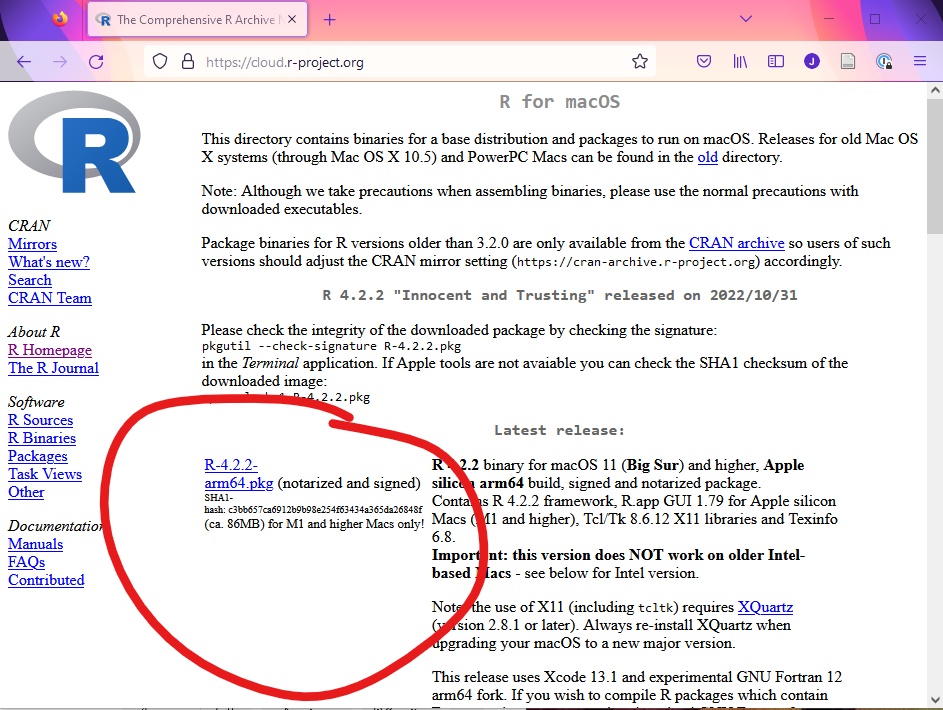 The Comprehensive R Archive
https://cloud.r-project.org
J
R
CRAN
Mirrors
What's new?
Search
CRAN Team
About R
R Homepage
The R Journal
Software
R Sources
R Binaries
Packages
Task Views
Other
Documentation
Manuals
FAQs
Contributed
R for macOS
This directory contains binaries for a base distribution and packages to run on macOS. Releases for old Mac OS
X systems (through Mac OS X 10.5) and PowerPC Macs can be found in the old directory.
Note: Although we take precautions when assembling binaries, please use the normal precautions with
downloaded executables.
Package binaries for R versions older than 3.2.0 are only available from the CRAN archive so users of such
versions should adjust the CRAN mirror setting (https://cran-archive.r-project.org) accordingly.
R 4.2.2 "Innocent and Trusting" released on 2022/10/31
Please check the integrity of the downloaded package by checking the signature:
pkgutil --check-signature R-4.2.2.pkg
in the Terminal application. If Apple tools are not avaiable you can check the SHA1 checksum of the
downloaded image:
R-4.2.2.pkg
Latest release:
R-4.2.2-
arm64.pkg (notarized and signed)
SHA1-
hash: c3bb657ca6912b9b98e254f63434a365da26848f
(ca. 86MB) for M1 and higher Macs only!
R 4.2.2 binary for macOS 11 (Big Sur) and higher, Apple
silicon arm64 build, signed and notarized package.
Contains R 4.2.2 framework, R.app GUI 1.79 for Apple silicon
Macs (M1 and higher), Tcl/Tk 8.6.12 X11 libraries and Texinfo
6.8.
Important: this version does NOT work on older Intel-
based Macs - see below for Intel version.
Note: the use of X11 (including tcltk) requires XQuartz
(version 2.8.1 or later). Always re-install XQuartz when
upgrading your macOS to a new major version.
This release uses Xcode 13.1 and experimental GNU Fortran 12
arm64 fork. If you wish to compile R packages which contain